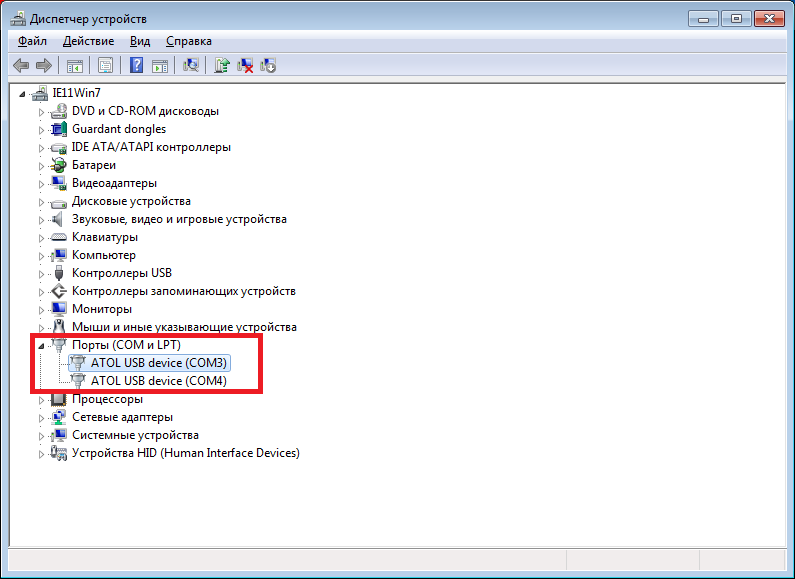 Диспетчер устройств
Файл Действие Вид Справка
IE11Win7
DVD и CD-ROM дисководы
Guardant dongles
IDE ATA/ATAPI контроллеры
Батареи
Видеоадаптеры
Дисковые устройства
Звуковые, видео и игровые устройства
Клавиатуры
Компьютер
Контроллеры USB
Контроллеры запоминающих устройств
Мониторы
Мыши и иные указывающие устройства
Порты (COM и LPT)
ATOL USB device (COM3)
ATOL USB device (COM4)
Процессоры
Сетевые адаптеры
Системные устройства
Устройства HID (Human Interface Devices)